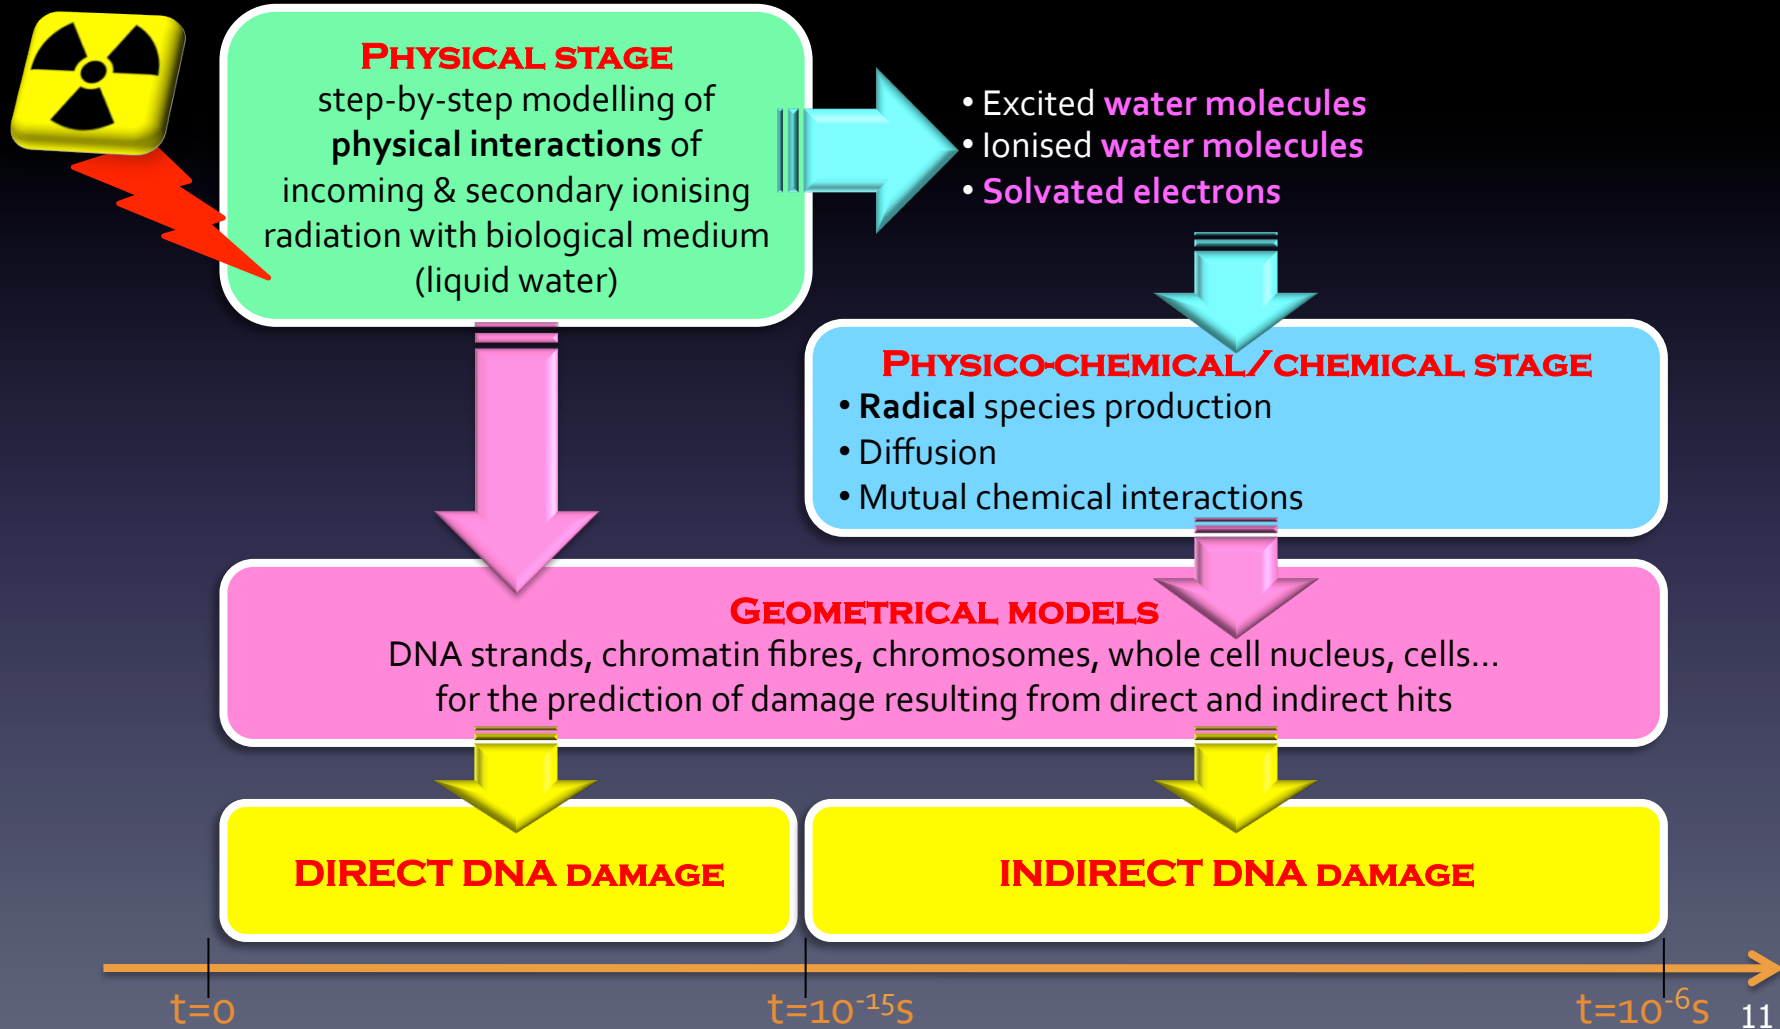 PHYSICAL STAGE
step-by-step modelling of
physical interactions of
incoming & secondary ionising
radiation with biological medium
(liquid water)
• Excited water molecules
• Ionised water molecules
• Solvated electrons
PHYSICO-CHEMICAL/CHEMICAL STAGE
• Radical species production
• Diffusion
• Mutual chemical interactions
GEOMETRICAL MODELS
DNA strands, chromatin fibres, chromosomes, whole cell nucleus, cells...
for the prediction of damage resulting from direct and indirect hits
DIRECT DNA DAMAGE
INDIRECT DNA DAMAGE
t=0
t=10⁻¹⁵s
t=10⁻⁶s
11